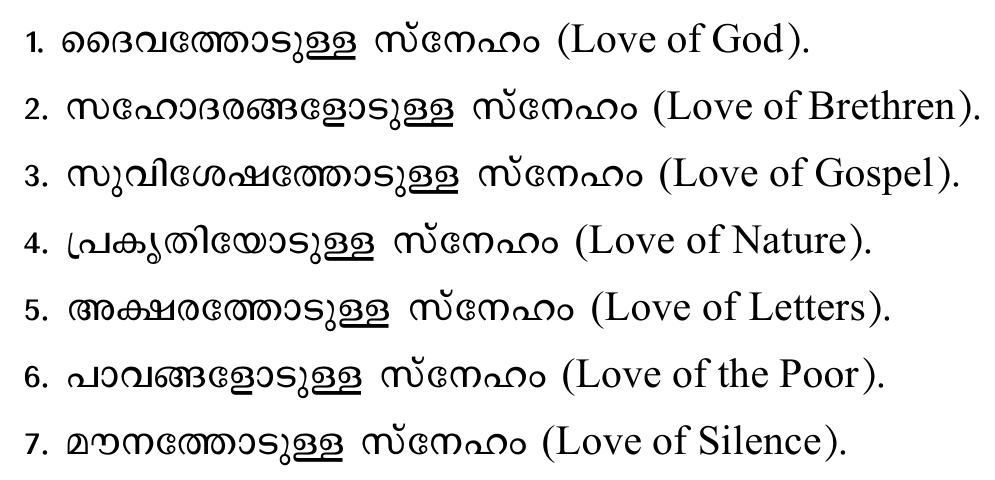 1. ദൈവത്തോടുള്ള സ്നേഹം (Love of God).
2. സഹോദരങ്ങളോടുള്ള സ്നേഹം (Love of Brethren).
3. സുവിശേഷത്തോടുള്ള സ്നേഹം (Love of Gospel).
4. പ്രകൃതിയോടുള്ള സ്നേഹം (Love of Nature).
5. അക്ഷരത്തോടുള്ള സ്നേഹം (Love of Letters).
6. പാവങ്ങളോടുള്ള സ്നേഹം (Love of the Poor).
7. മൗനത്തോടുള്ള സ്നേഹം (Love of Silence).